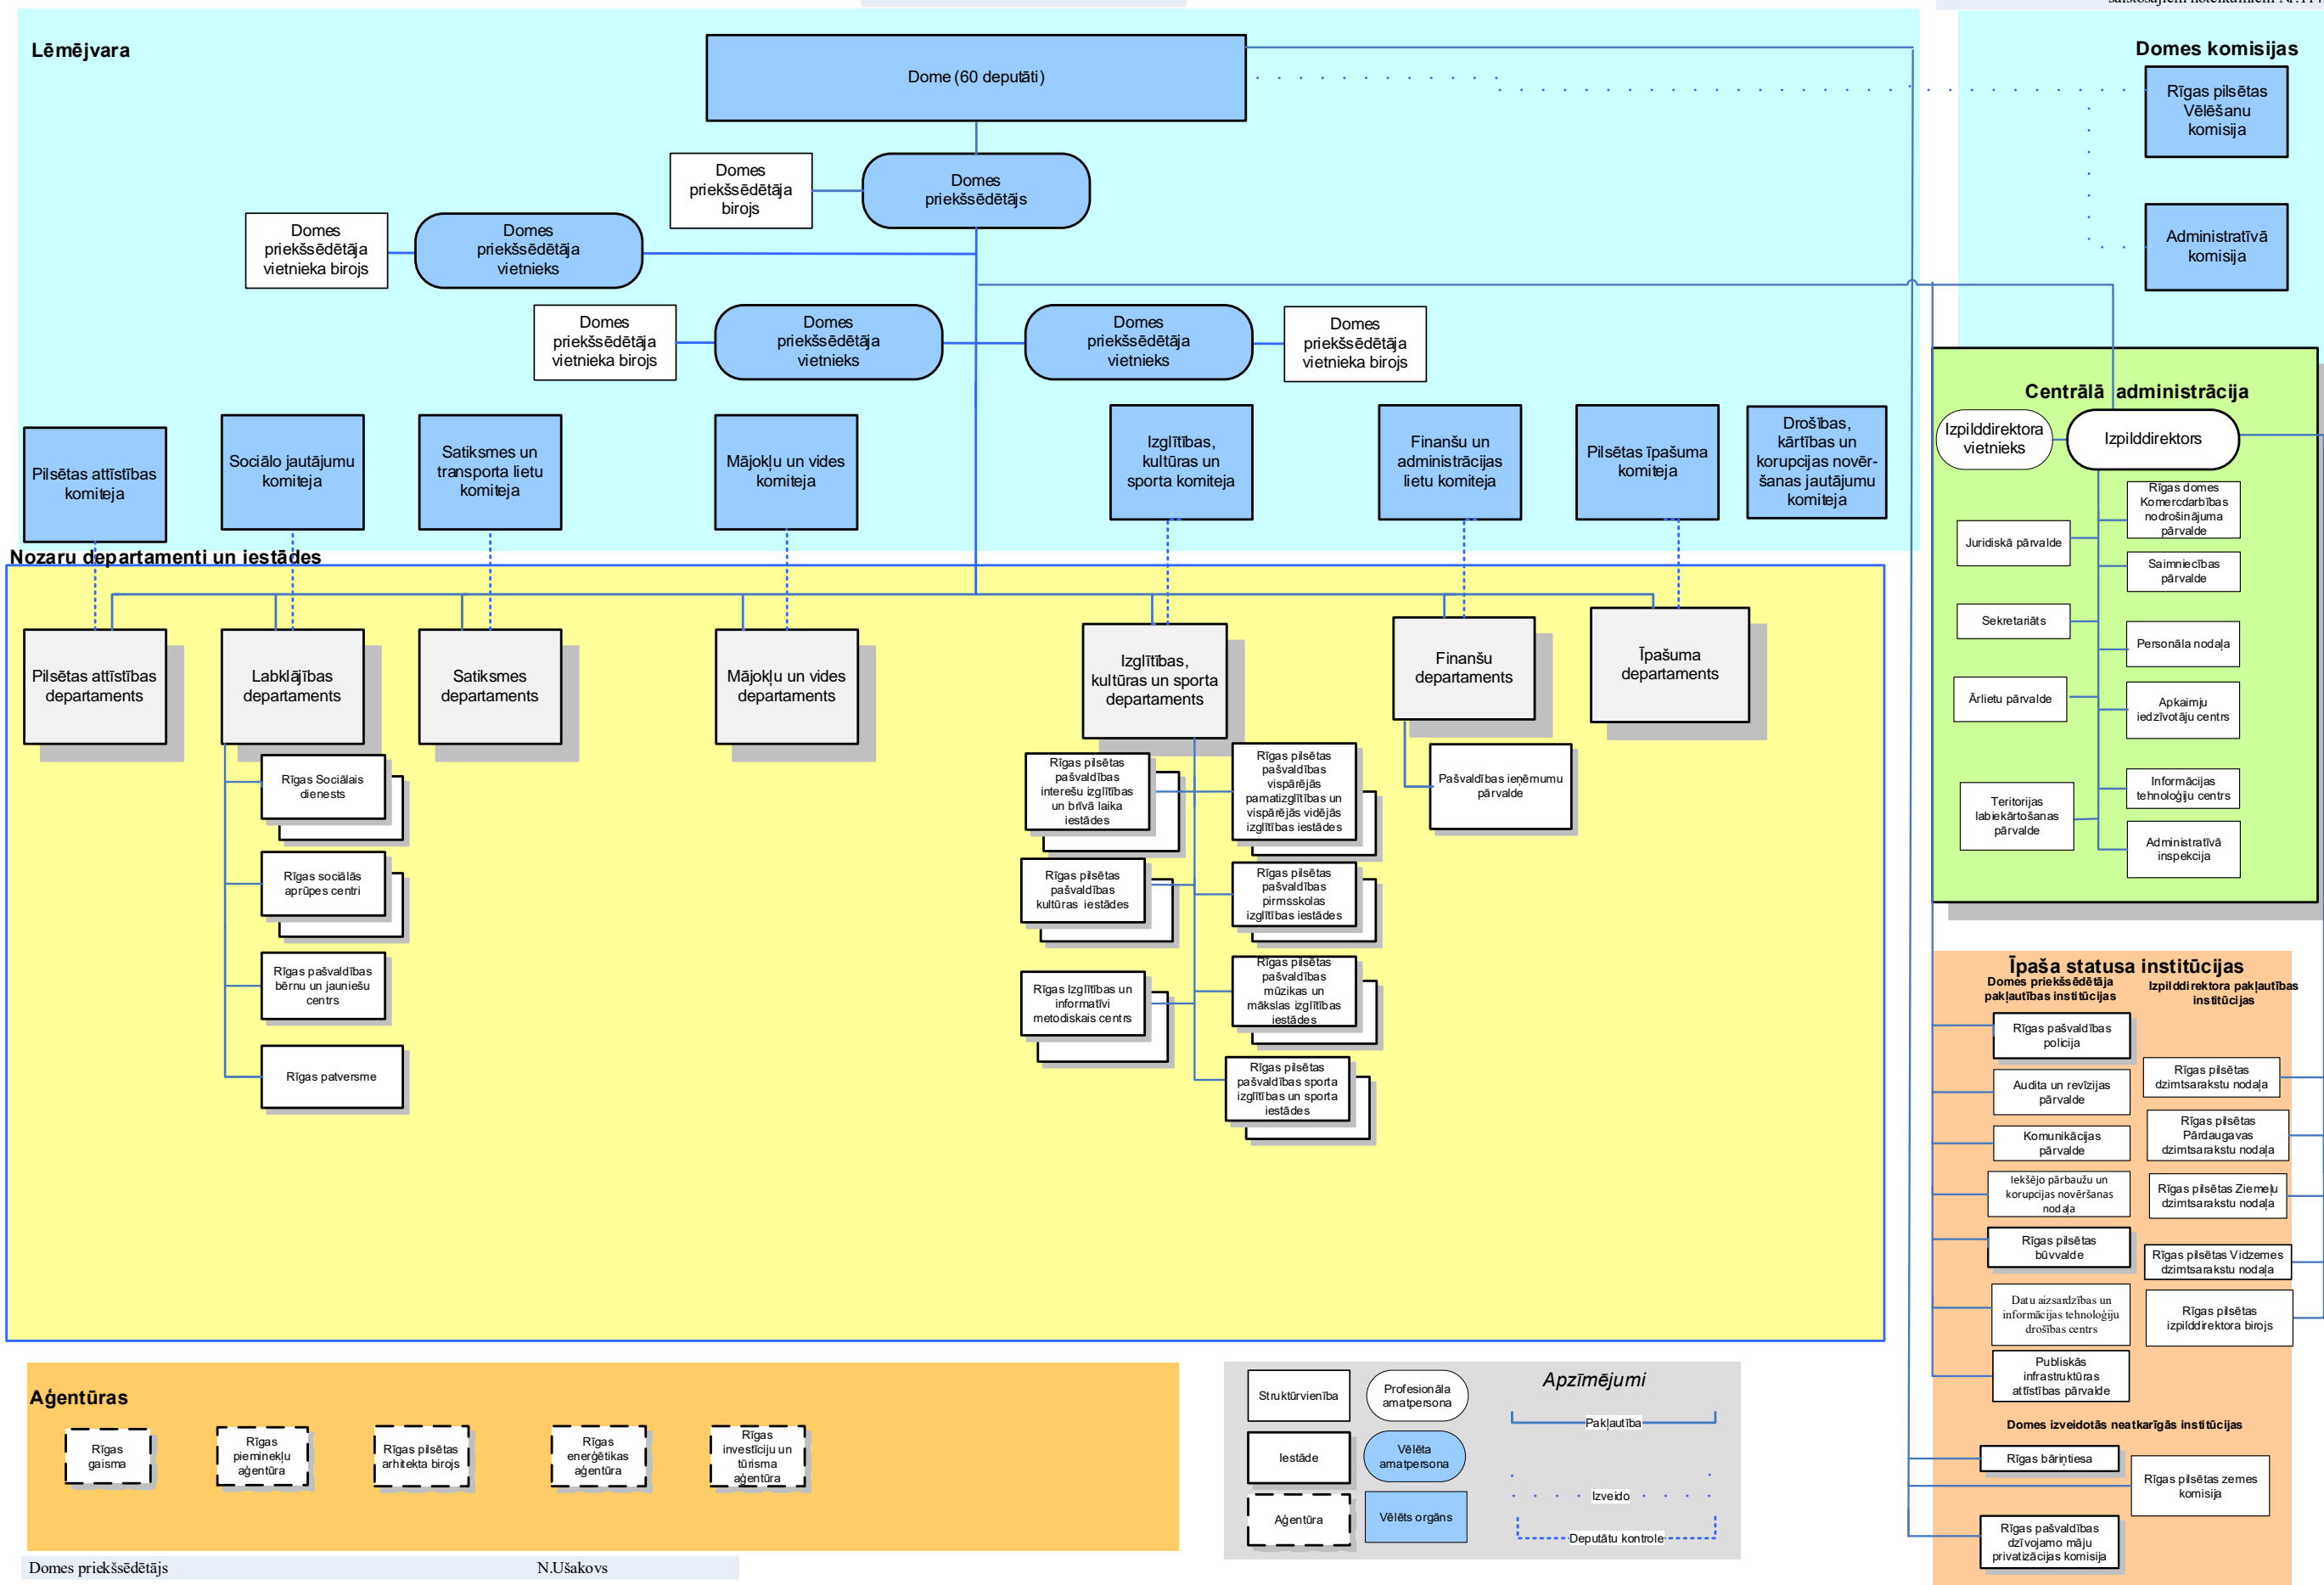 saistošajiem noteikumiem Nr.114
Lēmējvara
Dome (60 deputāti)
Domes komisijas
Rīgas pilsētas
Vēlēšanu
komisija
Domes
priekšsēdētāja
birojs
Domes
priekšsēdētājs
Administratīvā
komisija
Domes
priekšsēdētāja
vietnieka birojs
Domes
priekšsēdētāja
vietnieks
Domes
priekšsēdētāja
vietnieka birojs
Domes
priekšsēdētāja
vietnieks
Domes
priekšsēdētāja
vietnieks
Domes
priekšsēdētāja
vietnieka birojs
Pilsētas attīstības
komiteja
Sociālo jautājumu
komiteja
Satiksmes un
transporta lietu
komiteja
Mājokļu un vides
komiteja
Izglītības,
kultūras un
sporta komiteja
Finanšu un
administrācijas
lietu komiteja
Pilsētas īpašuma
komiteja
Drošības,
kārtības un
korupcijas novēr-
šanas jautājumu
komiteja
Centrālā administrācija
Izpilddirektora
vietnieks
Izpilddirektors
Rīgas domes
Komercdarbības
nodrošinājuma
pārvalde
Juridiskā pārvalde
Saimniecības
pārvalde
Sekretariāts
Personāla nodaļa
Ārlietu pārvalde
Apkaimju
iedzīvotāju centrs
Informācijas
tehnoloģiju centrs
Teritorijas
labiekārtošanas
pārvalde
Administratīvā
inspekcija
Nozaru departamenti un iestādes
Pilsētas attīstības
departaments
Labklājības
departaments
Satiksmes
departaments
Mājokļu un vides
departaments
Izglītības,
kultūras un sporta
departaments
Finanšu
departaments
Īpašuma
departaments
Rīgas Sociālais
dienests
Rīgas sociālās
aprūpes centri
Rīgas pašvaldības
bērnu un jauniešu
centrs
Rīgas patversme
Rīgas pilsētas
pašvaldības
interešu izglītības
un brīvā laika
iestādes
Rīgas pilsētas
pašvaldības
vispārējās
pamatizglītības un
vispārējās vidējās
izglītības iestādes
Rīgas pilsētas
pašvaldības
kultūras iestādes
Rīgas pilsētas
pašvaldības
pirmsskolas
izglītības iestādes
Rīgas Izglītības un
informatīvi
metodiskais centrs
Rīgas pilsētas
pašvaldības
mūzikas un
mākslas izglītības
iestādes
Rīgas pilsētas
pašvaldības sporta
izglītības un sporta
iestādes
Pašvaldības ieņēmumu
pārvalde
Īpaša statusa institūcijas
Domes priekšsēdētāja
pakļautības institūcijas
Izpilddirektora pakļautības
institūcijas
Rīgas pašvaldības
policija
Audita un revīzijas
pārvalde
Komunikācijas
pārvalde
Iekšējo pārbaužu un
korupcijas novēršanas
nodaļa
Rīgas pilsētas
būvvalde
Datu aizsardzības un
informācijas tehnoloģiju
drošības centrs
Publiskās
infrastruktūras
attīstības pārvalde
Rīgas pilsētas
dzimtsarakstu nodaļa
Rīgas pilsētas
Pārdaugavas
dzimtsarakstu nodaļa
Rīgas pilsētas Ziemeļu
dzimtsarakstu nodaļa
Rīgas pilsētas Vidzemes
dzimtsarakstu nodaļa
Rīgas pilsētas
izpilddirektora birojs
Domes izveidotās neatkarīgās institūcijas
Rīgas bāriņtiesa
Rīgas pilsētas zemes
komisija
Rīgas pašvaldības
dzīvojamo māju
privatizācijas komisija
Aģentūras
Rīgas
gaisma
Rīgas
pieminekļu
aģentūra
Rīgas pilsētas
arhitekta birojs
Rīgas
enerģētikas
aģentūra
Rīgas
investīciju un
tūrisma
aģentūra
Apzīmējumi
Struktūrvienība
Profesionāla
amatpersona
Pakļautība
Iestāde
Vēlēta
amatpersona
Izveido
Aģentūra
Vēlēts orgāns
Deputātu kontrole
Domes priekšsēdētājs N.Ušakovs